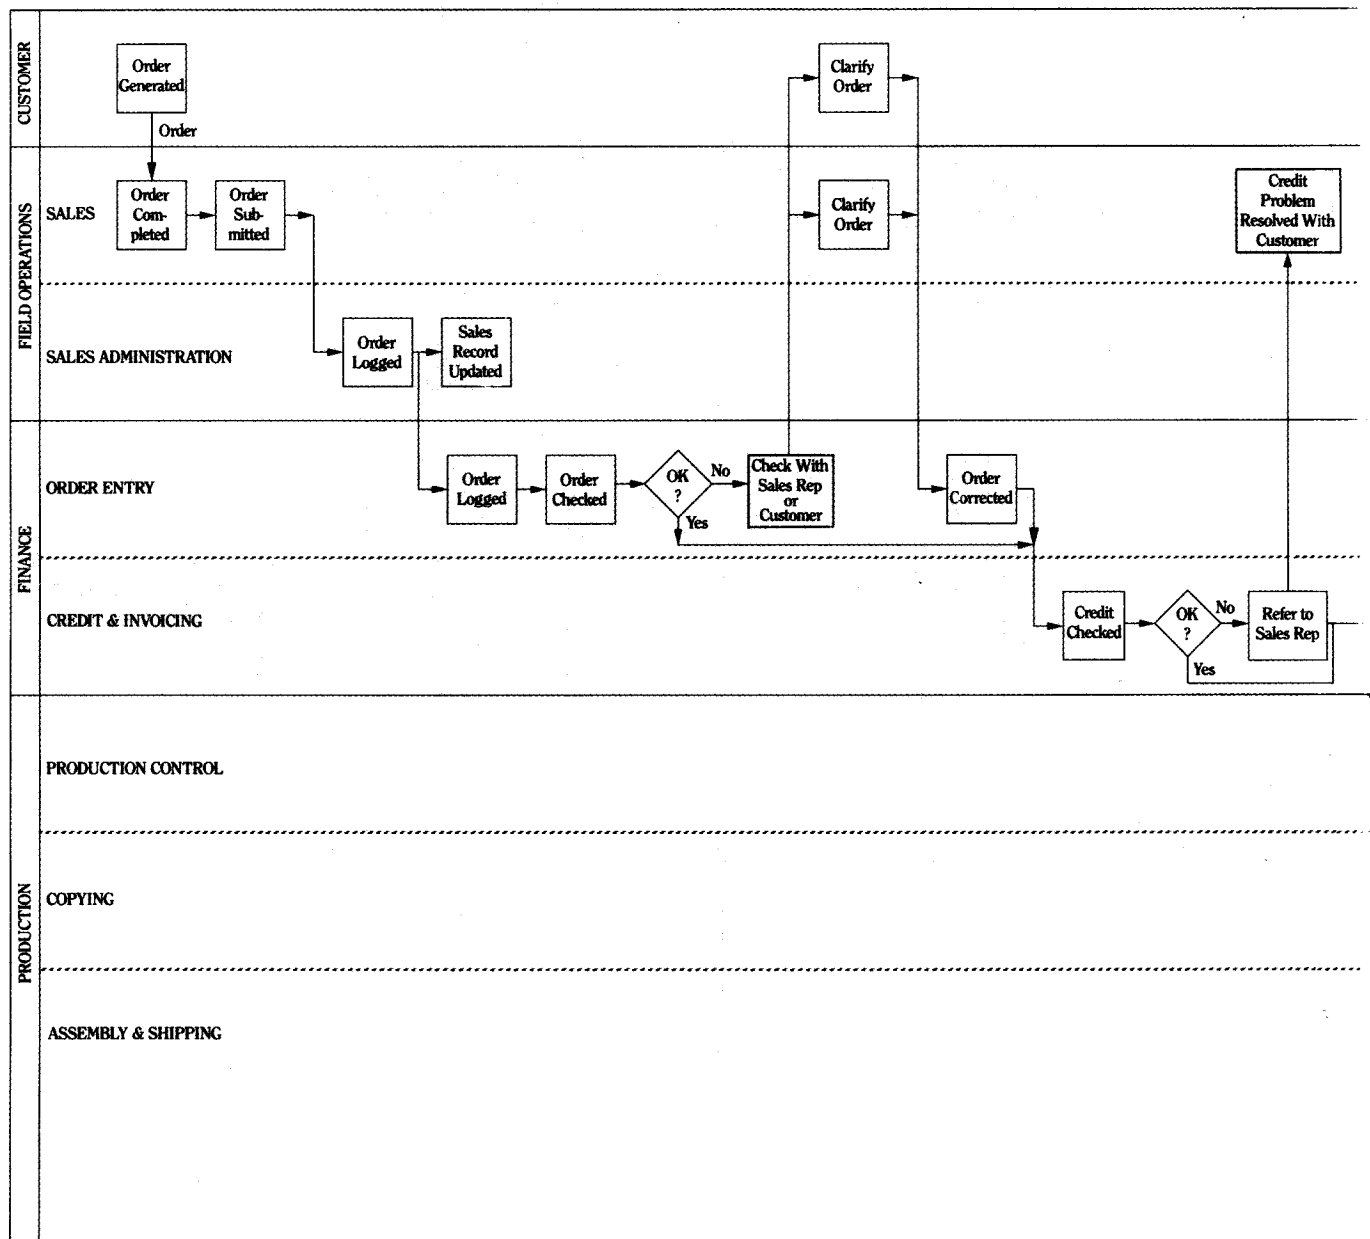 CUSTOMER
Order
Generated
Order
Clarify
Order
FIELD OPERATIONS
SALES
Order
Com-
pleted
Order
Sub-
mitted
Clarify
Order
Credit
Problem
Resolved With
Customer
SALES ADMINISTRATION
Order
Logged
Sales
Record
Updated
FINANCE
ORDER ENTRY
Order
Logged
Order
Checked
OK
?
No
Yes
Check With
Sales Rep
or
Customer
Order
Corrected
CREDIT & INVOICING
Credit
Checked
OK
?
No
Yes
Refer to
Sales Rep
PRODUCTION
PRODUCTION CONTROL
COPYING
ASSEMBLY & SHIPPING